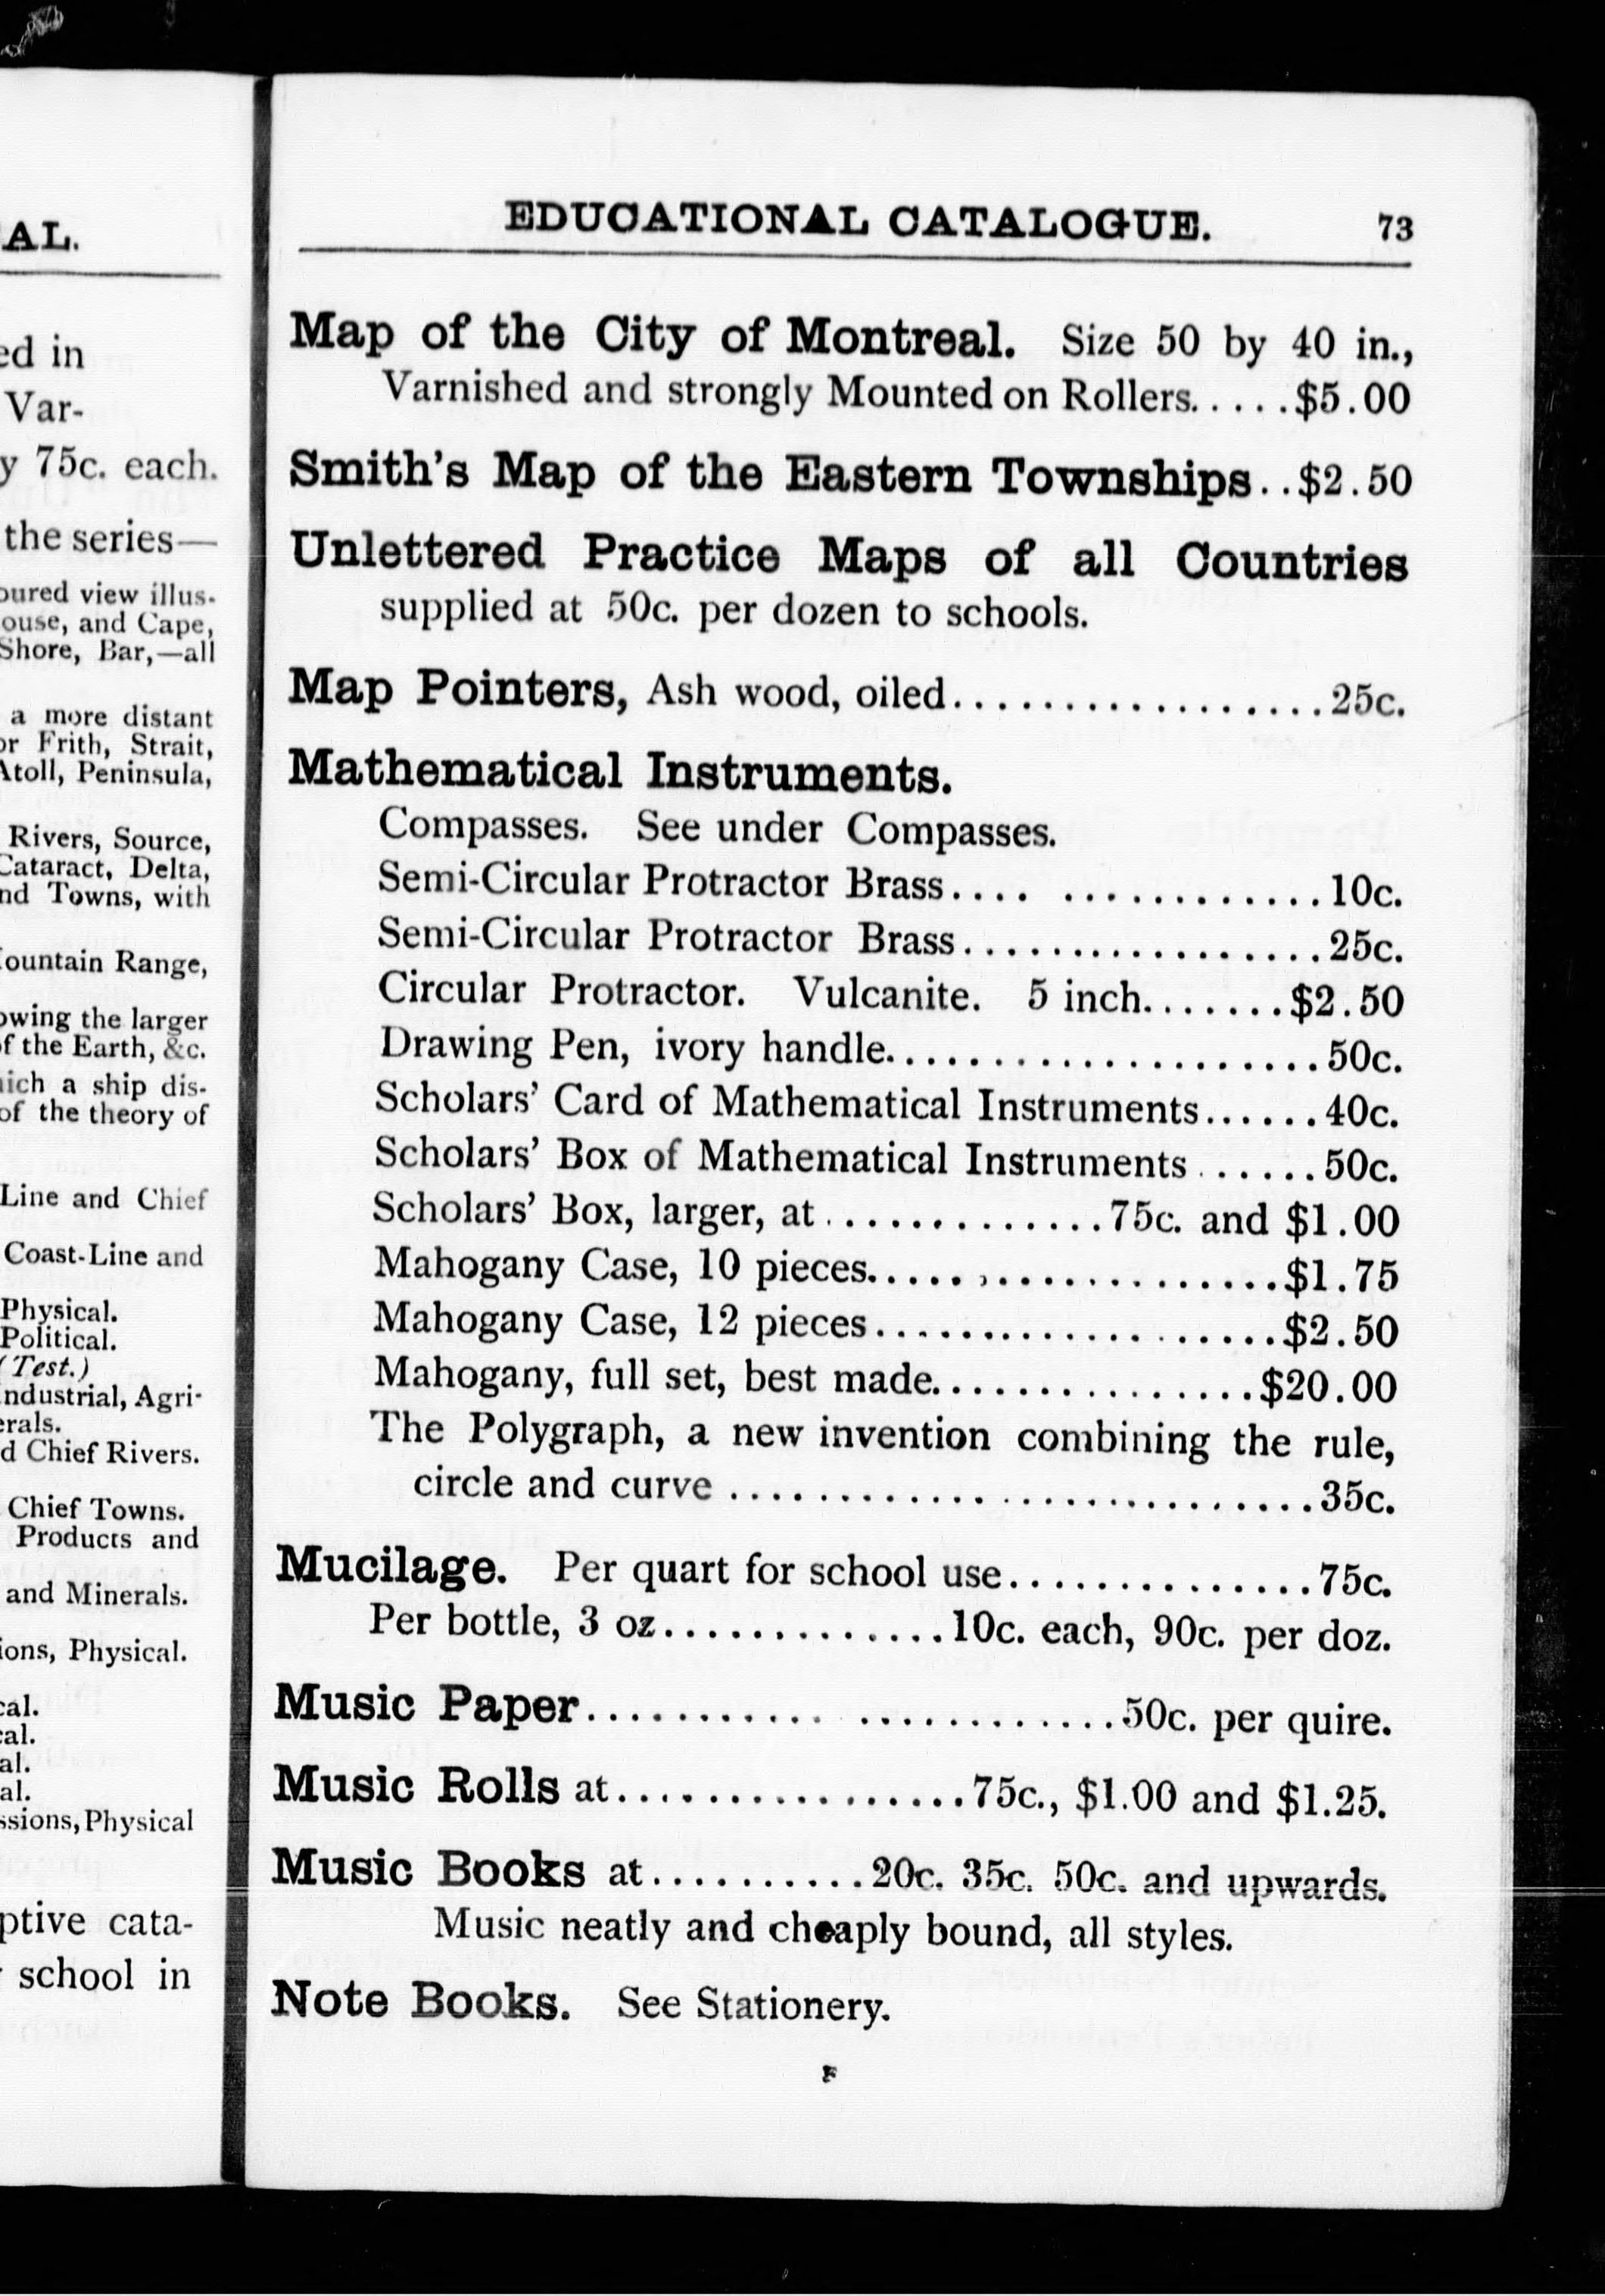 AL.
ed in
Var-
y 75c. each.
the series—
oured view illus-
ouse, and Cape,
Shore, Bar,—all
a more distant
or Frith, Strait,
Atoll, Peninsula,
Rivers, Source,
Cataract, Delta,
nd Towns, with
ountain Range,
owing the larger
of the Earth, &c.
hich a ship dis-
of the theory of
Line and Chief
Coast-Line and
Physical.
Political.
(Test.)
ndustrial, Agri-
erals.
d Chief Rivers.
Chief Towns.
Products and
and Minerals.
ions, Physical.
cal.
cal.
al.
al.
ssions, Physical
ptive cata-
school in
EDUCATIONAL CATALOGUE. 73
Map of the City of Montreal. Size 50 by 40 in.,
Varnished and strongly Mounted on Rollers.....$5.00
Smith's Map of the Eastern Townships..$2.50
Unlettered Practice Maps of all Countries
supplied at 50c. per dozen to schools.
Map Pointers, Ash wood, oiled...................25c.
Mathematical Instruments.
Compasses. See under Compasses.
Semi-Circular Protractor Brass.... ............10c.
Semi-Circular Protractor Brass..................25c.
Circular Protractor. Vulcanite. 5 inch.......$2.50
Drawing Pen, ivory handle......................50c.
Scholars' Card of Mathematical Instruments......40c.
Scholars' Box of Mathematical Instruments ......50c.
Scholars' Box, larger, at..............75c. and $1.00
Mahogany Case, 10 pieces.....................$1.75
Mahogany Case, 12 pieces.....................$2.50
Mahogany, full set, best made................$20.00
The Polygraph, a new invention combining the rule,
circle and curve ..............................35c.
Mucilage. Per quart for school use...............75c.
Per bottle, 3 oz..............10c. each, 90c. per doz.
Music Paper........... .............50c. per quire.
Music Rolls at.................75c., $1.00 and $1.25.
Music Books at...........20c. 35c. 50c. and upwards.
Music neatly and cheaply bound, all styles.
Note Books. See Stationery.
F